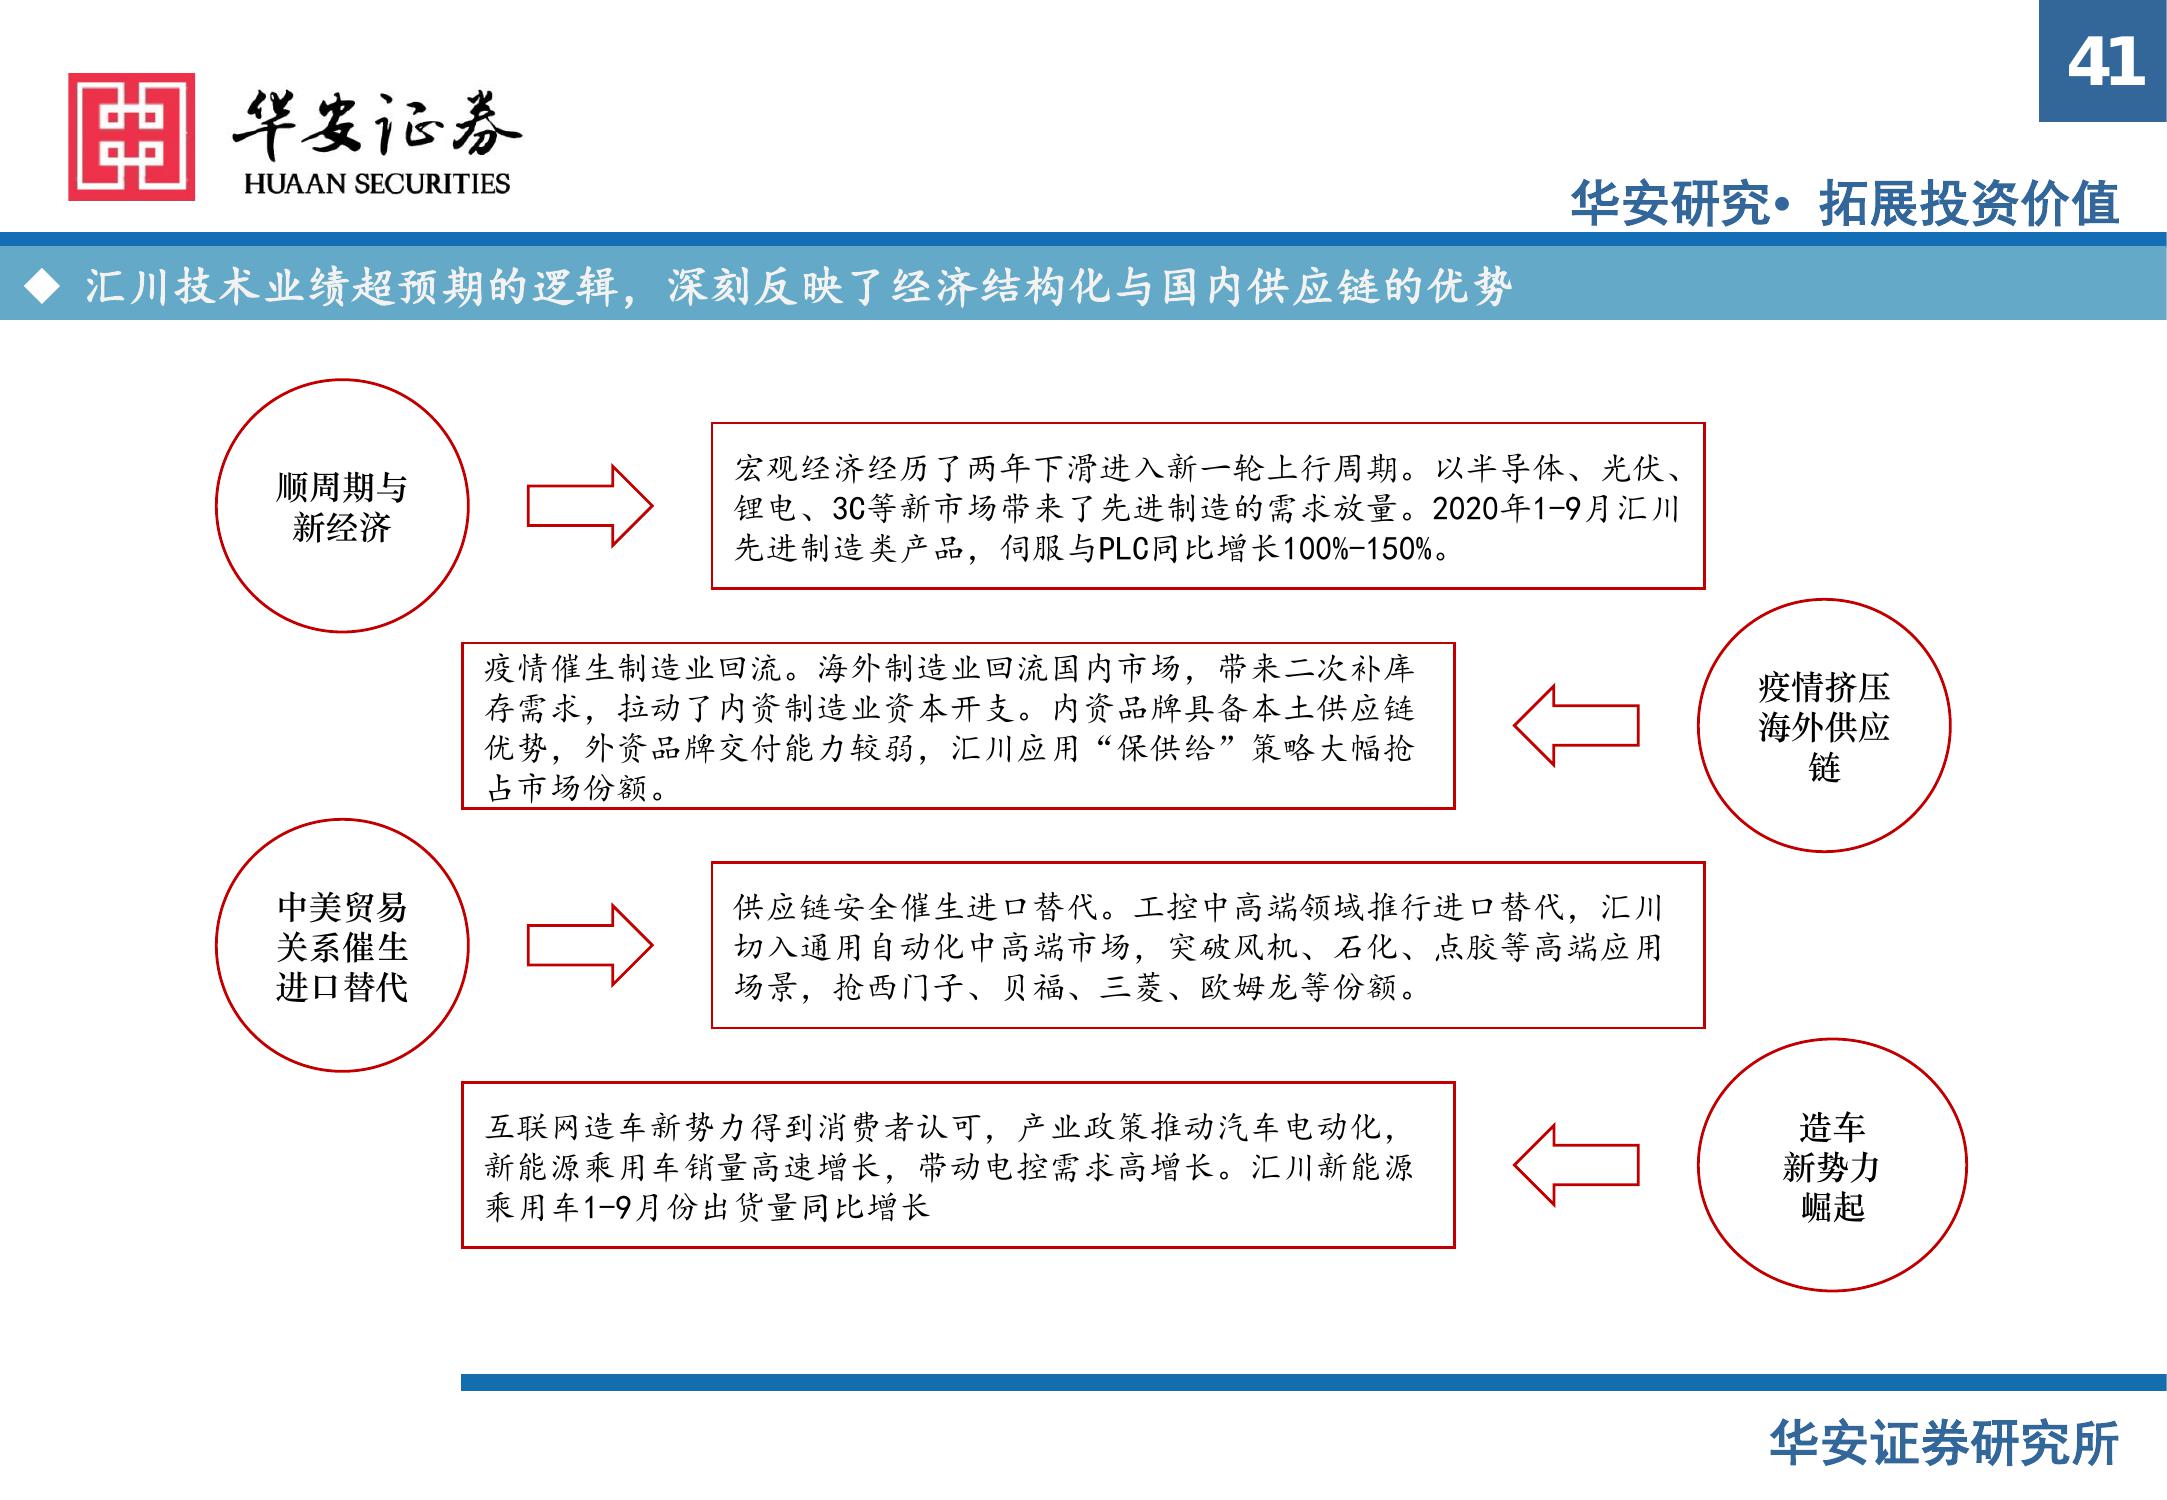 41
华安证券
HUAAN SECURITIES
华安研究• 拓展投资价值
◆ 汇川技术业绩超预期的逻辑，深刻反映了经济结构化与国内供应链的优势
顺周期与
新经济
宏观经济经历了两年下滑进入新一轮上行周期。以半导体、光伏、
锂电、3C等新市场带来了先进制造的需求放量。2020年1-9月汇川
先进制造类产品，伺服与PLC同比增长100%-150%。
疫情催生制造业回流。海外制造业回流国内市场，带来二次补库
存需求，拉动了内资制造业资本开支。内资品牌具备本土供应链
优势，外资品牌交付能力较弱，汇川应用“保供给”策略大幅抢
占市场份额。
疫情挤压
海外供应
链
中美贸易
关系催生
进口替代
供应链安全催生进口替代。工控中高端领域推行进口替代，汇川
切入通用自动化中高端市场，突破风机、石化、点胶等高端应用
场景，抢西门子、贝福、三菱、欧姆龙等份额。
互联网造车新势力得到消费者认可，产业政策推动汽车电动化，
新能源乘用车销量高速增长，带动电控需求高增长。汇川新能源
乘用车1-9月份出货量同比增长
造车
新势力
崛起
华安证券研究所